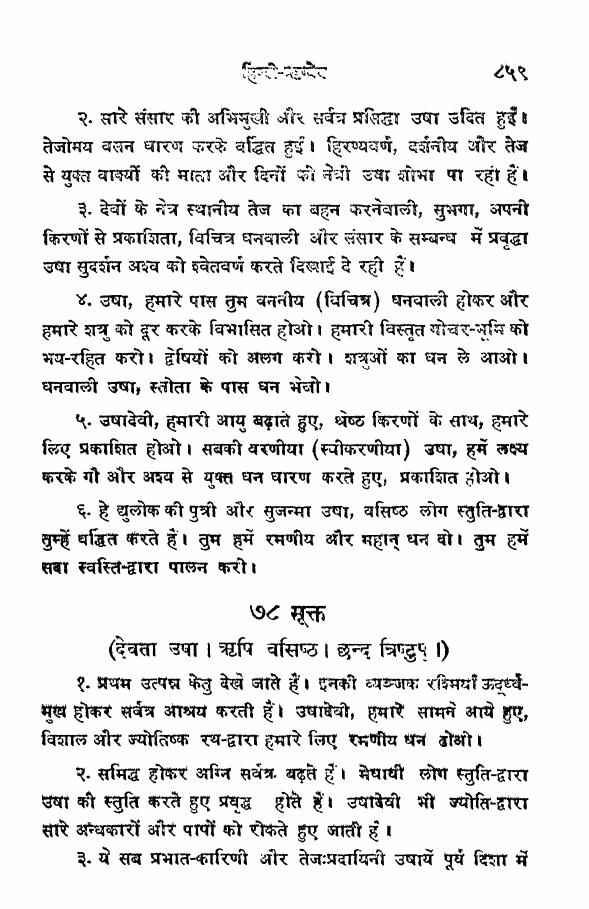 हिन्दी-ऋग्वेद ८५९
२. सारे संसार की अभिमुखी और सर्वत्र प्रसिद्धा उषा उदित हुईं।
तेजोमय वसन धारण करके वर्द्धित हुईं। हिरण्यवर्ण, दर्शनीय और तेज
से युक्त वाक्यों की माता और दिनों की नेत्री उषा शोभा पा रही हैं।
३. देवों के नेत्र स्थानीय तेज का वहन करनेवाली, सुभगा, अपनी
किरणों से प्रकाशिता, विचित्र धनवाली और संसार के सम्बन्ध में प्रवृद्धा
उषा सुदर्शन अश्व को श्वेतवर्ण करते दिखाई दे रही हैं।
४. उषा, हमारे पास तुम वननीय (विचित्र) धनवाली होकर और
हमारे शत्रु को दूर करके विभासित होओ। हमारी विस्तृत गोचर-भूमि को
भय-रहित करो। द्वेषियों को अलग करो। शत्रुओं का धन ले आओ।
धनवाली उषा, स्तोता के पास धन भेजो।
५. उषादेवी, हमारी आयु बढ़ाते हुए, श्रेष्ठ किरणों के साथ, हमारे
लिए प्रकाशित होओ। सबकी वरणीया (स्वीकरणीया) उषा, हमें लक्ष्य
करके गौ और अश्व से युक्त धन धारण करते हुए, प्रकाशित होओ।
६. हे द्युलोक की पुत्री और सुजन्मा उषा, वसिष्ठ लोग स्तुति-द्वारा
तुम्हें वर्द्धित करते हैं। तुम हमें रमणीय और महान् धन दो। तुम हमें
सदा स्वस्ति-द्वारा पालन करो।
७८ सूक्त
(देवता उषा। ऋषि वसिष्ठ। छन्द त्रिष्टुप्।)
१. प्रथम उत्पन्न केतु देखे जाते हैं। इनकी व्यञ्जक रश्मियाँ ऊर्द्ध्व-
मुख होकर सर्वत्र आश्रय करती हैं। उषादेवी, हमारे सामने आये हुए,
विशाल और ज्योतिष्क रथ-द्वारा हमारे लिए रमणीय धन ढोओ।
२. समिद्ध होकर अग्नि सर्वत्र बढ़ते हैं। मेधावी लोग स्तुति-द्वारा
उषा की स्तुति करते हुए प्रवृद्ध होते हैं। उषादेवी भी ज्योति-द्वारा
सारे अन्धकारों और पापों को रोकते हुए जाती हैं।
३. ये सब प्रभात-कारिणी और तेजःप्रदायिनी उषायें पूर्व दिशा में